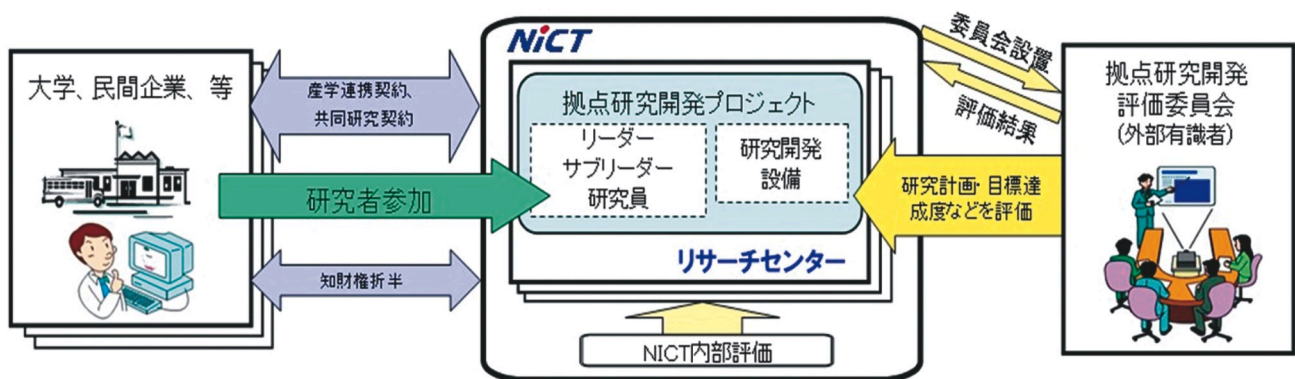 大学、民間企業、等
産学連携契約、
共同研究契約
研究者参加
知財権折半
NiCT
拠点研究開発プロジェクト
リーダー
サブリーダー
研究員
研究開発
設備
リサーチセンター
NICT内部評価
委員会設置
評価結果
研究計画・目標達
成度などを評価
拠点研究開発
評価委員会
(外部有識者)